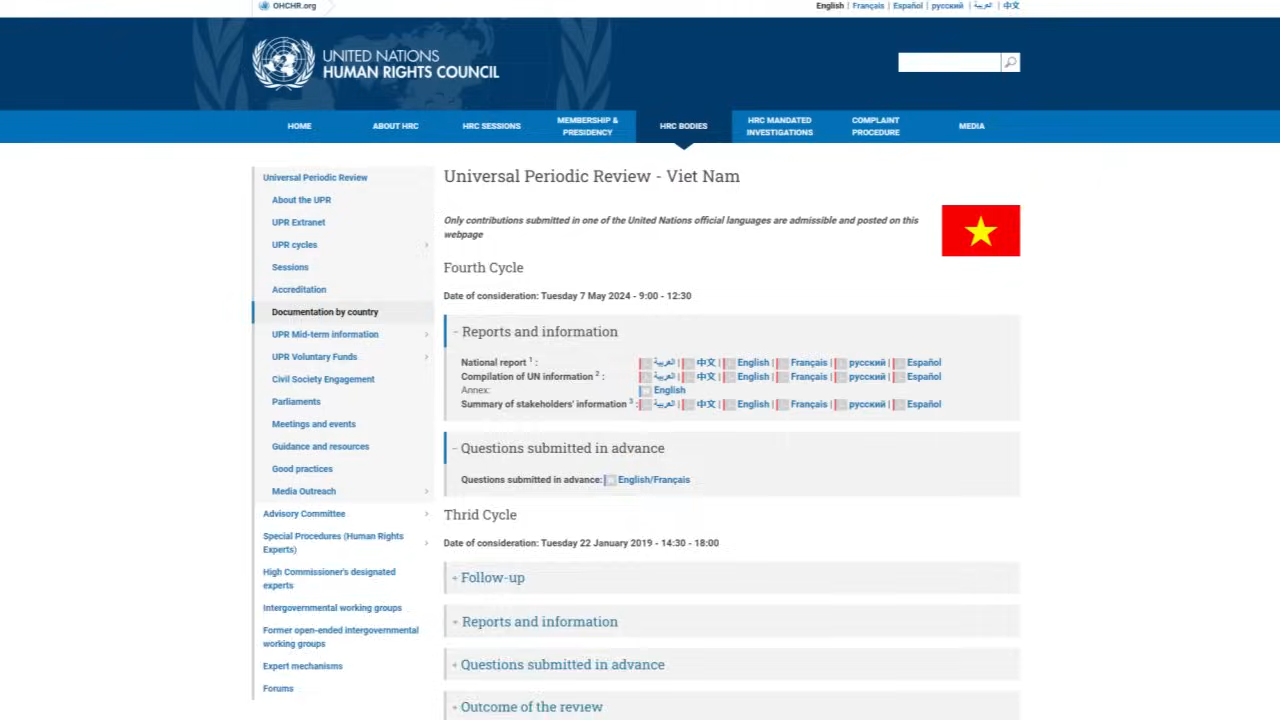 OHCHR.org
English | Français | Español | русский | العربية | 中文
UNITED NATIONS
HUMAN RIGHTS COUNCIL
HOME
ABOUT HRC
HRC SESSIONS
MEMBERSHIP &
PRESIDENCY
HRC BODIES
HRC MANDATED
INVESTIGATIONS
COMPLAINT
PROCEDURE
MEDIA
Universal Periodic Review
About the UPR
UPR Extranet
UPR cycles
Sessions
Accreditation
Documentation by country
UPR Mid-term information
UPR Voluntary Funds
Civil Society Engagement
Parliaments
Meetings and events
Guidance and resources
Good practices
Media Outreach
Advisory Committee
Special Procedures (Human Rights
Experts)
High Commissioner's designated
experts
Intergovernmental working groups
Former open-ended intergovernmental
working groups
Expert mechanisms
Forums
Universal Periodic Review - Viet Nam
Only contributions submitted in one of the United Nations official languages are admissible and posted on this
webpage
Fourth Cycle
Date of consideration: Tuesday 7 May 2024 - 9:00 - 12:30
- Reports and information
National report 1 : العربية | 中文 | English | Français | русский | Español
Compilation of UN information 2 : العربية | 中文 | English | Français | русский | Español
Annex: English
Summary of stakeholders' information 3 : العربية | 中文 | English | Français | русский | Español
- Questions submitted in advance
Questions submitted in advance: English/Français
Thrid Cycle
Date of consideration: Tuesday 22 January 2019 - 14:30 - 18:00
+ Follow-up
+ Reports and information
+ Questions submitted in advance
+ Outcome of the review